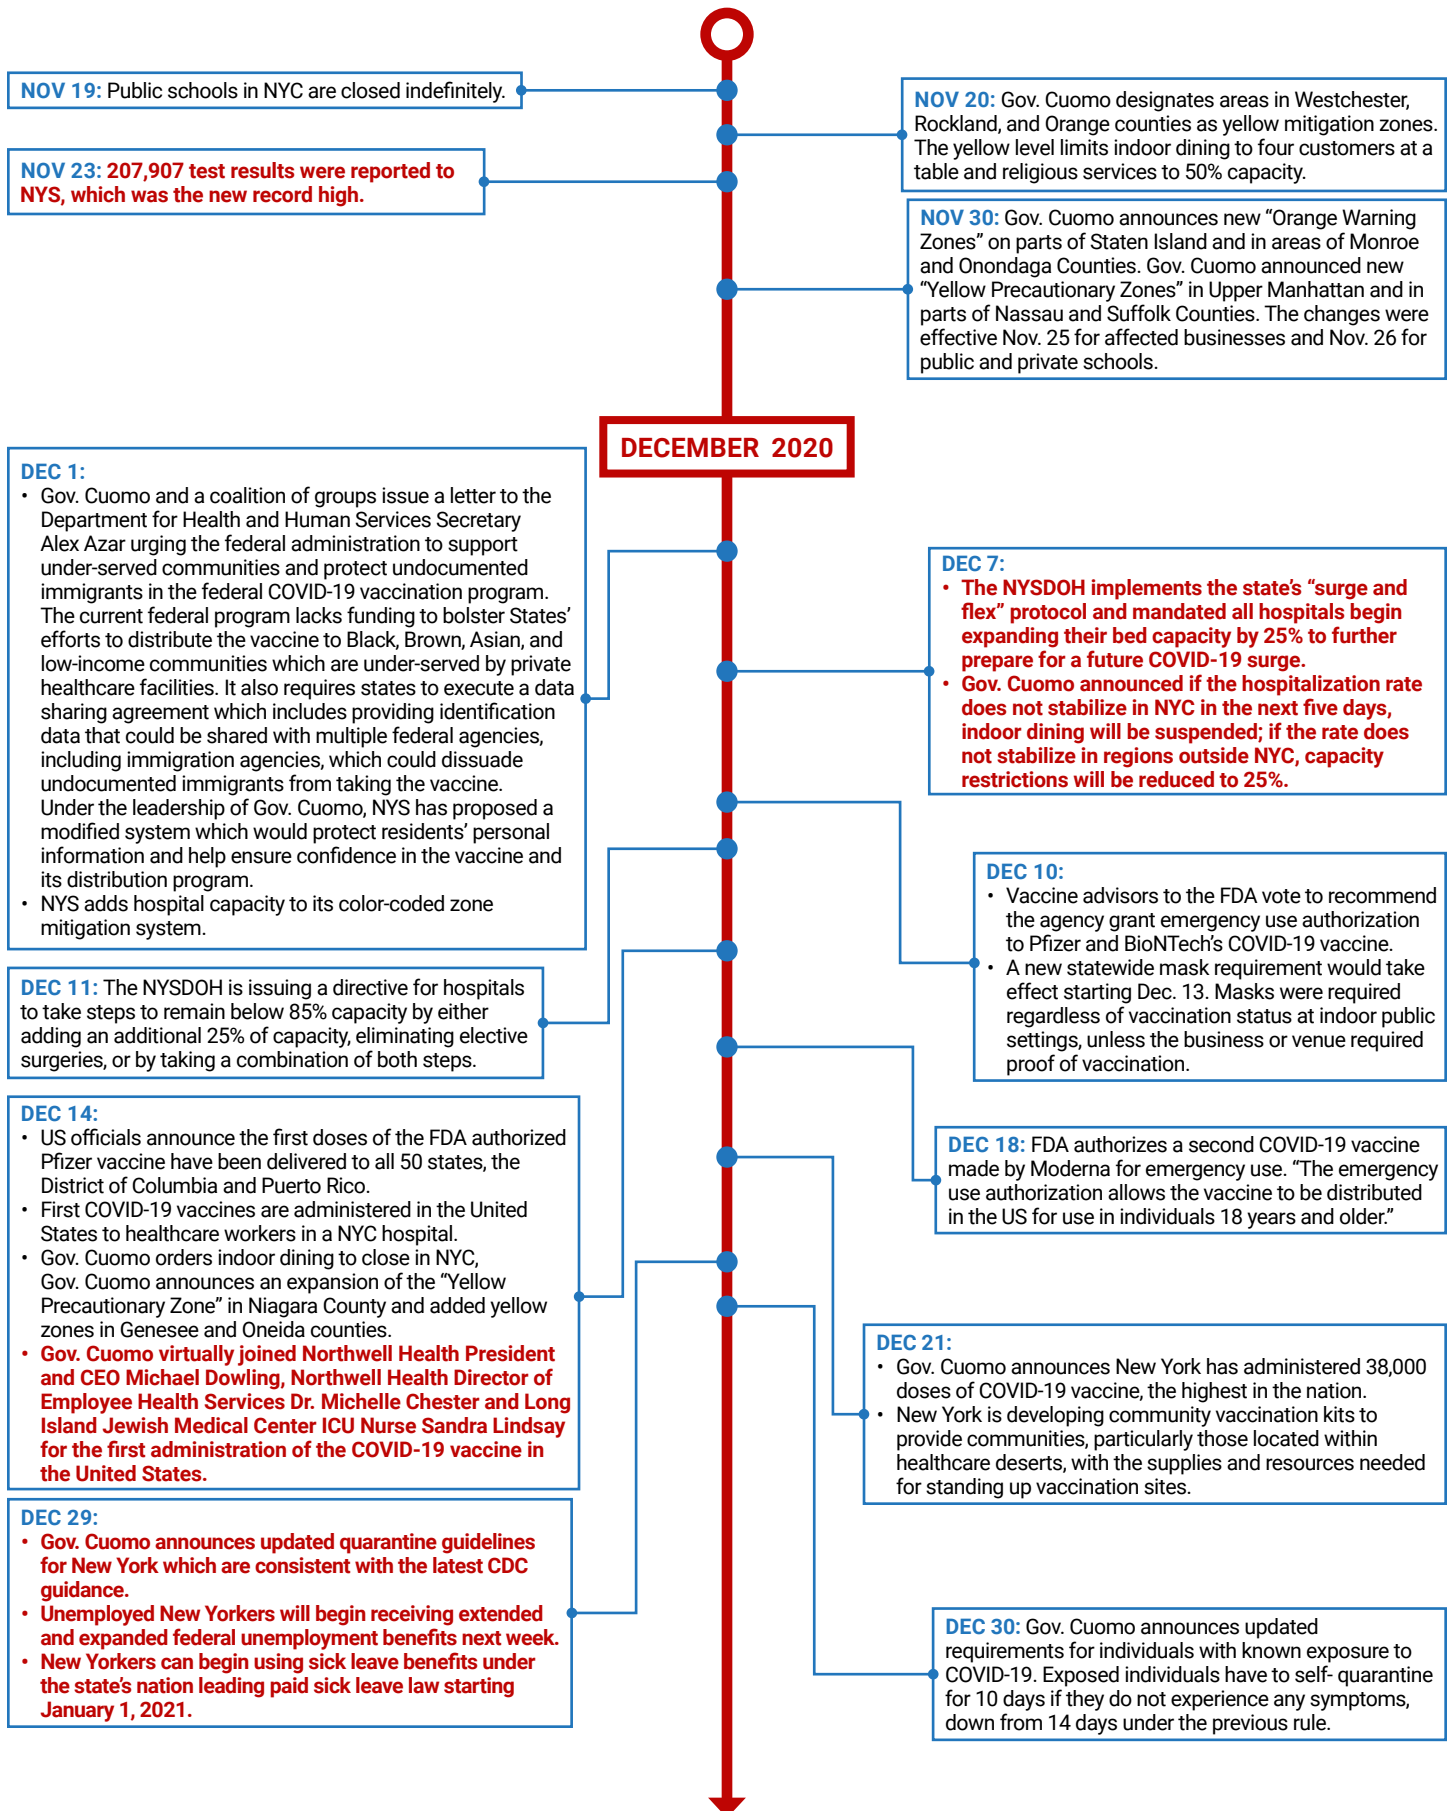 NOV 19: Public schools in NYC are closed indefinitely.
NOV 20: Gov. Cuomo designates areas in Westchester,
Rockland, and Orange counties as yellow mitigation zones.
The yellow level limits indoor dining to four customers at a
table and religious services to 50% capacity.
NOV 23: 207,907 test results were reported to
NYS, which was the new record high.
NOV 30: Gov. Cuomo announces new “Orange Warning
Zones” on parts of Staten Island and in areas of Monroe
and Onondaga Counties. Gov. Cuomo announced new
“Yellow Precautionary Zones” in Upper Manhattan and in
parts of Nassau and Suffolk Counties. The changes were
effective Nov. 25 for affected businesses and Nov. 26 for
public and private schools.
DECEMBER 2020
DEC 1:
• Gov. Cuomo and a coalition of groups issue a letter to the
Department for Health and Human Services Secretary
Alex Azar urging the federal administration to support
under-served communities and protect undocumented
immigrants in the federal COVID-19 vaccination program.
The current federal program lacks funding to bolster States’
efforts to distribute the vaccine to Black, Brown, Asian, and
low-income communities which are under-served by private
healthcare facilities. It also requires states to execute a data
sharing agreement which includes providing identification
data that could be shared with multiple federal agencies,
including immigration agencies, which could dissuade
undocumented immigrants from taking the vaccine.
Under the leadership of Gov. Cuomo, NYS has proposed a
modified system which would protect residents’ personal
information and help ensure confidence in the vaccine and
its distribution program.
• NYS adds hospital capacity to its color-coded zone
mitigation system.
DEC 7:
• The NYSDOH implements the state’s “surge and
flex” protocol and mandated all hospitals begin
expanding their bed capacity by 25% to further
prepare for a future COVID-19 surge.
• Gov. Cuomo announced if the hospitalization rate
does not stabilize in NYC in the next five days,
indoor dining will be suspended; if the rate does
not stabilize in regions outside NYC, capacity
restrictions will be reduced to 25%.
DEC 10:
• Vaccine advisors to the FDA vote to recommend
the agency grant emergency use authorization
to Pfizer and BioNTech’s COVID-19 vaccine.
• A new statewide mask requirement would take
effect starting Dec. 13. Masks were required
regardless of vaccination status at indoor public
settings, unless the business or venue required
proof of vaccination.
DEC 11: The NYSDOH is issuing a directive for hospitals
to take steps to remain below 85% capacity by either
adding an additional 25% of capacity, eliminating elective
surgeries, or by taking a combination of both steps.
DEC 14:
• US officials announce the first doses of the FDA authorized
Pfizer vaccine have been delivered to all 50 states, the
District of Columbia and Puerto Rico.
• First COVID-19 vaccines are administered in the United
States to healthcare workers in a NYC hospital.
• Gov. Cuomo orders indoor dining to close in NYC,
Gov. Cuomo announces an expansion of the “Yellow
Precautionary Zone” in Niagara County and added yellow
zones in Genesee and Oneida counties.
• Gov. Cuomo virtually joined Northwell Health President
and CEO Michael Dowling, Northwell Health Director of
Employee Health Services Dr. Michelle Chester and Long
Island Jewish Medical Center ICU Nurse Sandra Lindsay
for the first administration of the COVID-19 vaccine in
the United States.
DEC 18: FDA authorizes a second COVID-19 vaccine
made by Moderna for emergency use. “The emergency
use authorization allows the vaccine to be distributed
in the US for use in individuals 18 years and older.”
DEC 21:
• Gov. Cuomo announces New York has administered 38,000
doses of COVID-19 vaccine, the highest in the nation.
• New York is developing community vaccination kits to
provide communities, particularly those located within
healthcare deserts, with the supplies and resources needed
for standing up vaccination sites.
DEC 29:
• Gov. Cuomo announces updated quarantine guidelines
for New York which are consistent with the latest CDC
guidance.
• Unemployed New Yorkers will begin receiving extended
and expanded federal unemployment benefits next week.
• New Yorkers can begin using sick leave benefits under
the state’s nation leading paid sick leave law starting
January 1, 2021.
DEC 30: Gov. Cuomo announces updated
requirements for individuals with known exposure to
COVID-19. Exposed individuals have to self- quarantine
for 10 days if they do not experience any symptoms,
down from 14 days under the previous rule.